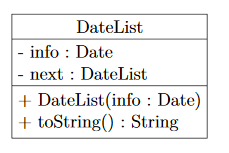 DateList
- info : Date
- next : DateList
+ DateList(info : Date)
+ toString() : String